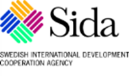 Sida
SWEDISH INTERNATIONAL DEVELOPMENT
COOPERATION AGENCY